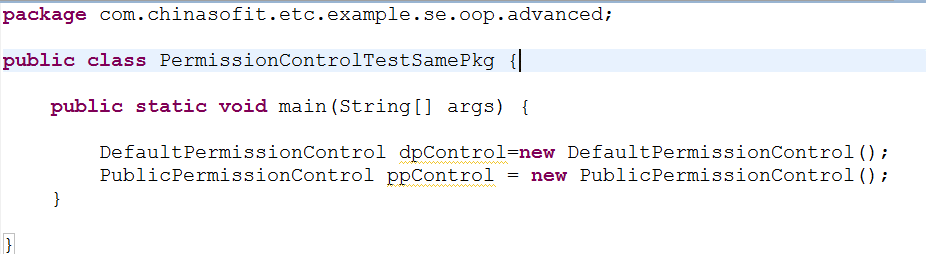 package com.chinasofit.etc.example.se.oop.advanced;
public class PermissionControlTestSamePkg {
public static void main(String[] args) {
DefaultPermissionControl dpControl=new DefaultPermissionControl();
PublicPermissionControl ppControl = new PublicPermissionControl();
}
}